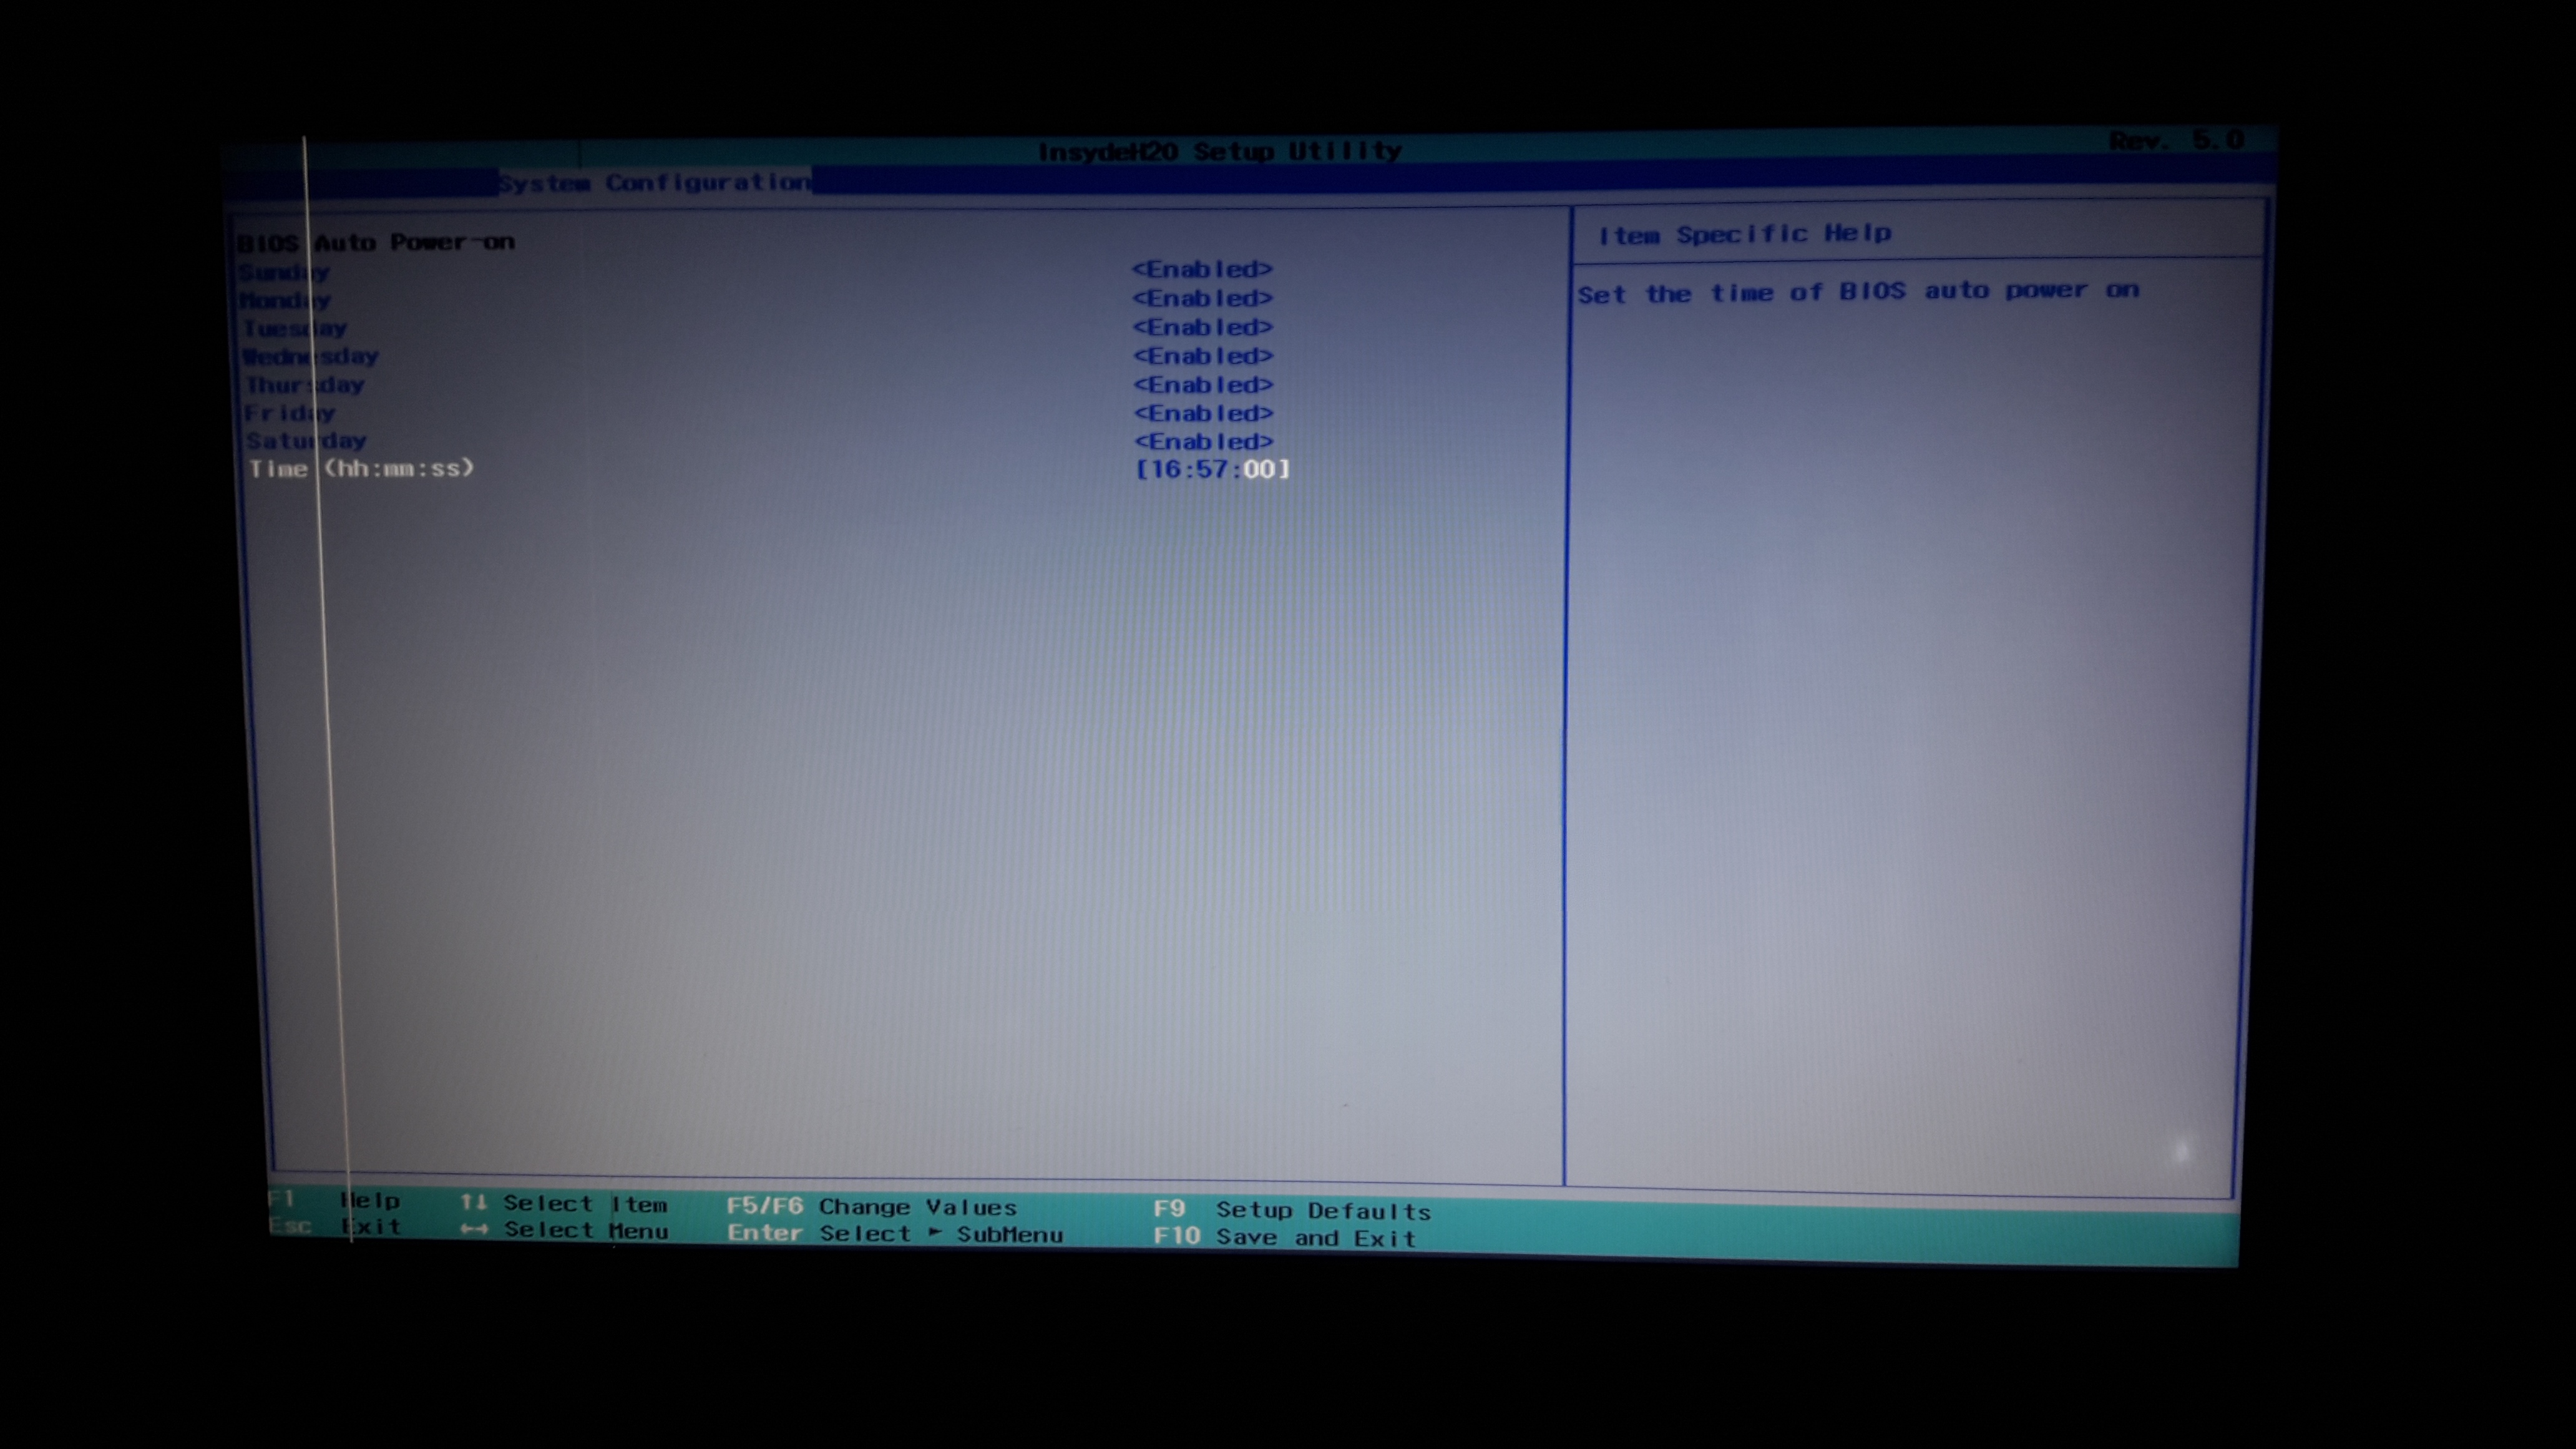 InsydeH20 Setup Utility
Rev. 5.0
System Configuration
BIOS Auto Power-on
Sunday <Enabled>
Monday <Enabled>
Tuesday <Enabled>
Wednesday <Enabled>
Thursday <Enabled>
Friday <Enabled>
Saturday <Enabled>
Time (hh:mm:ss) [16:57:00]
Item Specific Help
Set the time of BIOS auto power on
F1 Help ↑↓ Select Item F5/F6 Change Values F9 Setup Defaults
Esc Exit ←→ Select Menu Enter Select ► SubMenu F10 Save and Exit